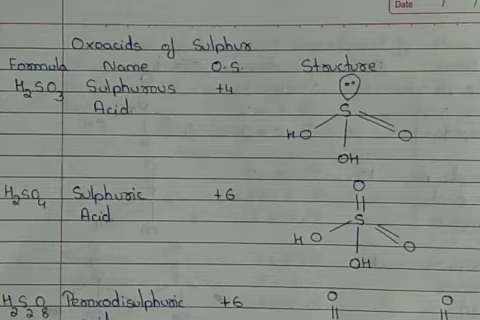 Date / /
Oxoacids of Sulphur
Formula Name O.S. Structure
H₂SO₃ Sulphurous +4
Acid
S
HO O
OH
H₂SO₄ Sulphuric +6
Acid
O
S
HO O
OH
H₂S₂O₈ Peroxodisulphuric +6 O O